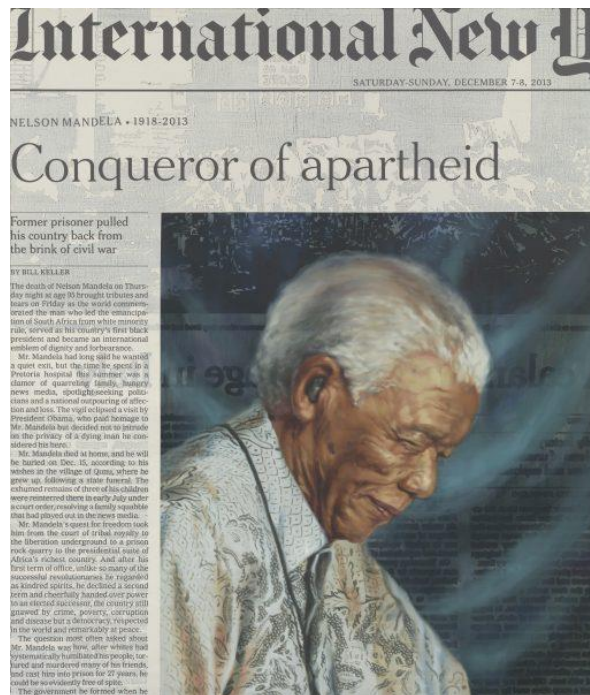 International New Y
SATURDAY-SUNDAY, DECEMBER 7-8, 2013
NELSON MANDELA • 1918-2013
Conqueror of apartheid
Former prisoner pulled
his country back from
the brink of civil war
BY BILL KELLER
The death of Nelson Mandela on Thurs-
day night at age 95 brought tributes and
tears on Friday as the world commem-
orated the man who led the emancipa-
tion of South Africa from white minority
rule, served as his country's first black
president and became an international
emblem of dignity and forbearance.
Mr. Mandela had long said he wanted
a quiet exit, but the time he spent in a
Pretoria hospital this summer was a
clamor of quarreling family, hungry
news media, spotlight-seeking politi-
cians and a national outpouring of affec-
tion and loss. The vigil eclipsed a visit by
President Obama, who paid homage to
Mr. Mandela but decided not to intrude
on the privacy of a dying man he con-
sidered his hero.
Mr. Mandela died at home, and he will
be buried on Dec. 15, according to his
wishes in the village of Qunu, where he
grew up, following a state funeral. The
exhumed remains of three of his children
were reinterred there in early July under
a court order, resolving a family squabble
that had played out in the news media.
Mr. Mandela's quest for freedom took
him from the court of tribal royalty to
the liberation underground to a prison
rock quarry to the presidential suite of
Africa's richest country. And after his
first term of office, unlike so many of the
successful revolutionaries he regarded
as kindred spirits, he declined a second
term and cheerfully handed over power
to an elected successor, the country still
gnawed by crime, poverty, corruption
and disease but a democracy, respected
in the world and remarkably at peace.
The question most often asked about
Mr. Mandela was how, after whites had
systematically humiliated his people, tor-
tured and murdered many of his friends,
and cast him into prison for 27 years, he
could be so evidently free of spite.
The government he formed when he